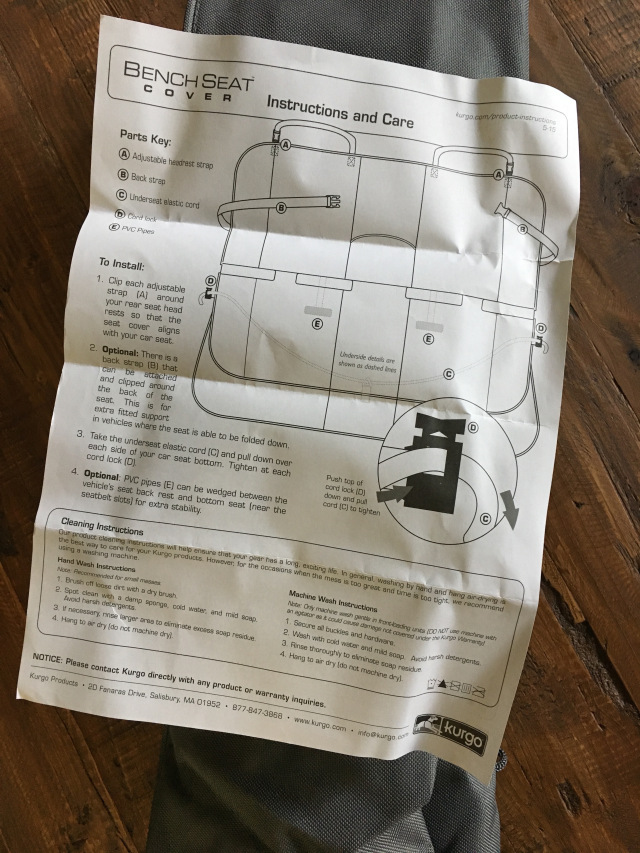 BENCH SEAT
COVER
Instructions and Care
kurgo.com/product-instructions
5-15
Parts Key:
A Adjustable headrest strap
B Back strap
C Underseat elastic cord
D Cord lock
E PVC Pipes
A
A
B
B
D
D
E
E
C
Underside details are
shown as dashed lines
To Install:
1. Clip each adjustable
strap (A) around
your rear seat head
rests so that the
seat cover aligns
with your car seat.
2. Optional: There is a
back strap (B) that
can be attached
and clipped around
the back of the
seat. This is for
extra fitted support
in vehicles where the seat is able to be folded down.
3. Take the underseat elastic cord (C) and pull down over
each side of your car seat bottom. Tighten at each
cord lock (D).
4. Optional: PVC pipes (E) can be wedged between the
vehicle's seat back rest and bottom seat (near the
seatbelt slots) for extra stability.
D
Push top of
cord lock (D)
down and pull
cord (C) to tighten
C
Cleaning Instructions
Our product cleaning instructions will help ensure that your gear has a long, exciting life. In general, washing by hand and hang air-drying is
the best way to care for your Kurgo products. However, for the occasions when the mess is too great and time is too tight, we recommend
using a washing machine.
Hand Wash Instructions
Note: Recommended for small messes.
1. Brush off loose dirt with a dry brush.
2. Spot clean with a damp sponge, cold water, and mild soap.
Avoid harsh detergents.
3. If necessary, rinse larger area to eliminate excess soap residue.
4. Hang to air dry (do not machine dry).
Machine Wash Instructions
Note: Only machine wash gentle in front-loading units (DO NOT use machine with
an agitator as it could cause damage not covered under the Kurgo Warranty)
1. Secure all buckles and hardware.
2. Wash with cold water and mild soap. Avoid harsh detergents.
3. Rinse thoroughly to eliminate soap residue.
4. Hang to air dry (do not machine dry).
NOTICE: Please contact Kurgo directly with any product or warranty inquiries.
Kurgo Products • 2D Fanaras Drive, Salisbury, MA 01952 • 877-847-3868 • www.kurgo.com • info@kurgo.com
kurgo